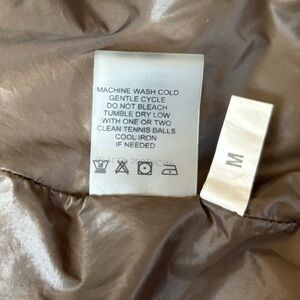 MACHINE WASH COLD
GENTLE CYCLE
DO NOT BLEACH
TUMBLE DRY LOW
WITH ONE OR TWO
CLEAN TENNIS BALLS
COOL IRON
IF NEEDED
M